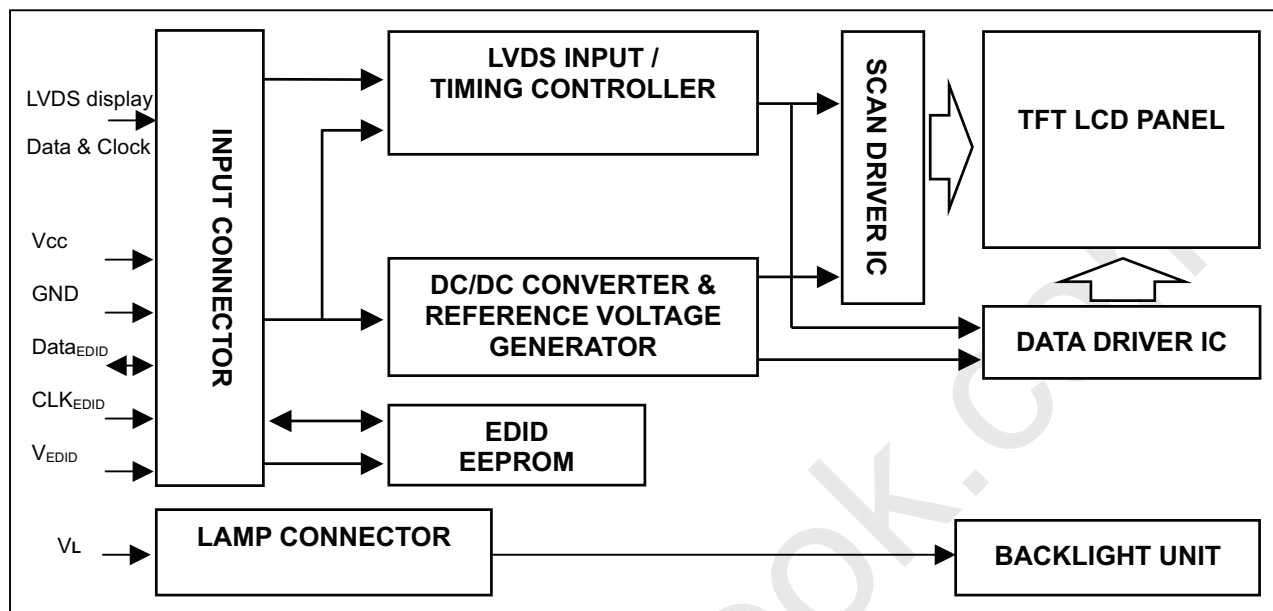 LVDS display
Data & Clock
Vcc
GND
DataEDID
CLKEDID
VEDID
VL
INPUT CONNECTOR
LVDS INPUT /
TIMING CONTROLLER
DC/DC CONVERTER &
REFERENCE VOLTAGE
GENERATOR
EDID
EEPROM
SCAN DRIVER IC
TFT LCD PANEL
DATA DRIVER IC
LAMP CONNECTOR
BACKLIGHT UNIT